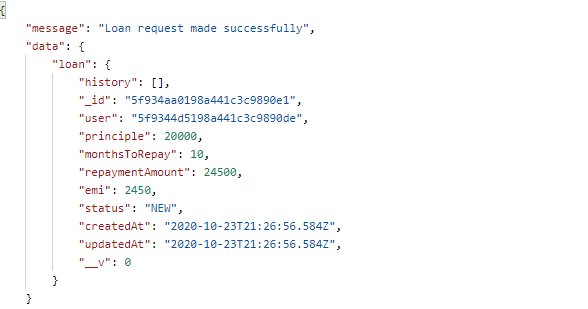 {
    "message": "Loan request made successfully",
    "data": {
        "loan": {
            "history": [],
            "_id": "5f934aa0198a441c3c9890e1",
            "user": "5f9344d5198a441c3c9890de",
            "principle": 20000,
            "monthsToRepay": 10,
            "repaymentAmount": 24500,
            "emi": 2450,
            "status": "NEW",
            "createdAt": "2020-10-23T21:26:56.584Z",
            "updatedAt": "2020-10-23T21:26:56.584Z",
            "__v": 0
        }
    }